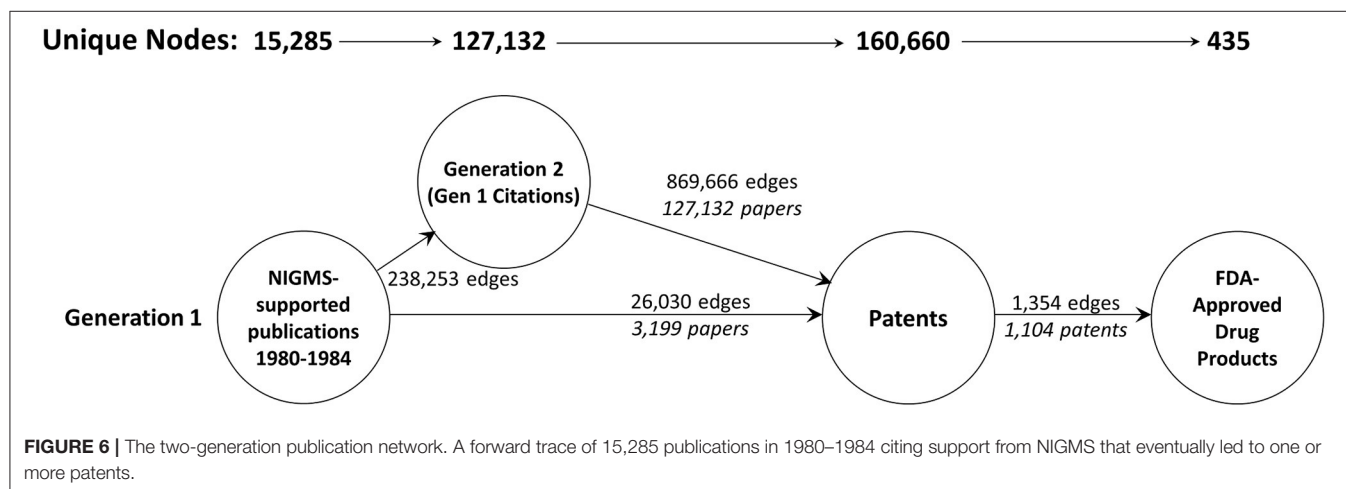 Unique Nodes: 15,285 127,132 160,660 435
Generation 2
(Gen 1 Citations)
869,666 edges
127,132 papers
238,253 edges
Generation 1
NIGMS-
supported
publications
1980-1984
26,030 edges
3,199 papers
Patents
1,354 edges
1,104 patents
FDA-
Approved
Drug
Products
FIGURE 6 | The two-generation publication network. A forward trace of 15,285 publications in 1980–1984 citing support from NIGMS that eventually led to one or
more patents.